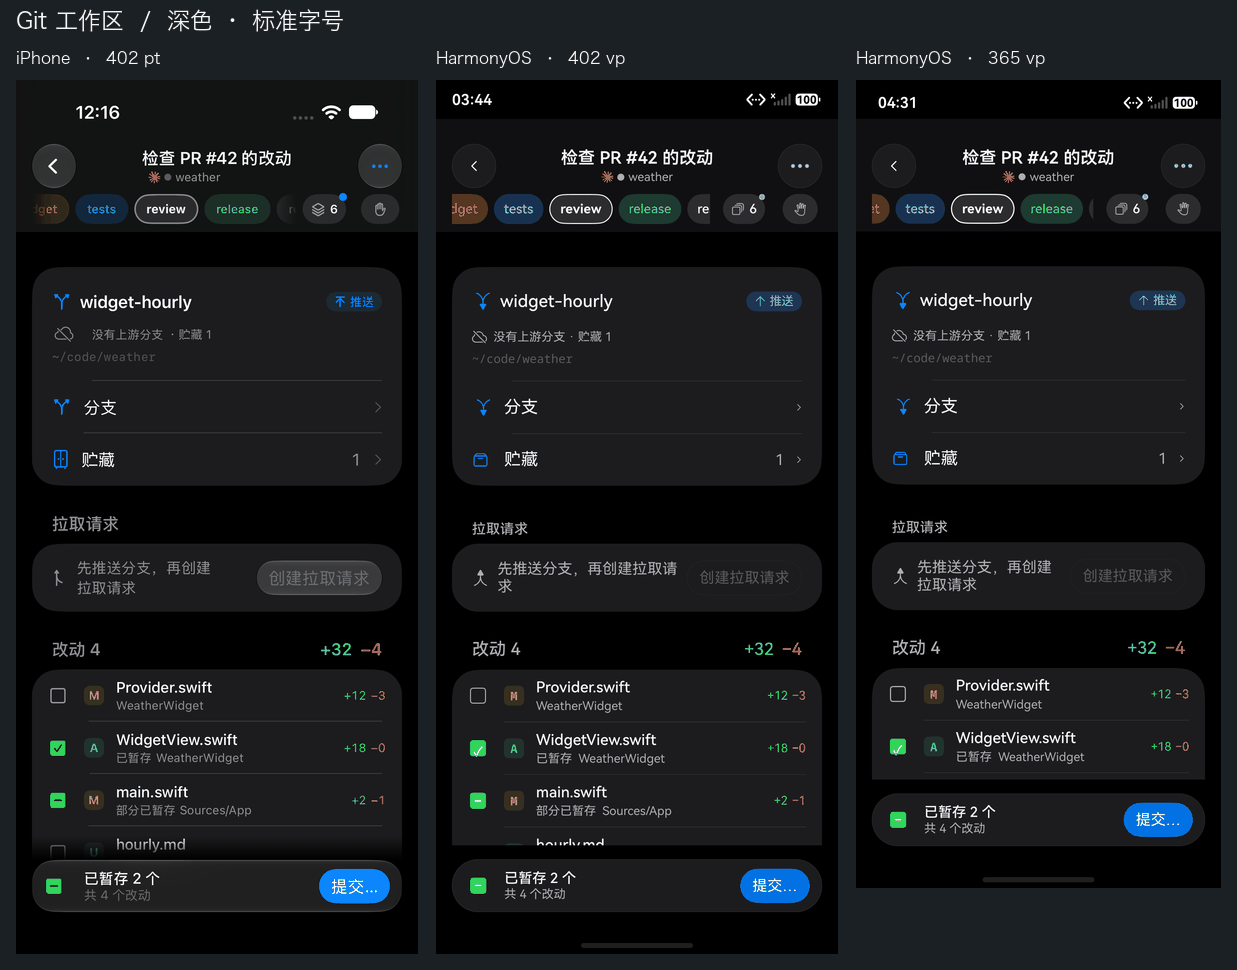 Git 工作区 / 深色 · 标准字号
iPhone · 402 pt
12:16
检查 PR #42 的改动
weather
dget tests review release r 6
widget-hourly 推送
没有上游分支 · 贮藏 1
~/code/weather
分支
贮藏 1
拉取请求
先推送分支，再创建
拉取请求
创建拉取请求
改动 4 +32 −4
M Provider.swift +12 −3
WeatherWidget
A WidgetView.swift +18 −0
已暂存 WeatherWidget
M main.swift +2 −1
部分已暂存 Sources/App
U hourly.md
已暂存 2 个
共 4 个改动
提交...
HarmonyOS · 402 vp
03:44 100
检查 PR #42 的改动
weather
dget tests review release re 6
widget-hourly ↑ 推送
没有上游分支 · 贮藏 1
~/code/weather
分支
贮藏 1
拉取请求
先推送分支，再创建拉取请
求
创建拉取请求
改动 4 +32 −4
M Provider.swift +12 −3
WeatherWidget
A WidgetView.swift +18 −0
已暂存 WeatherWidget
M main.swift +2 −1
部分已暂存 Sources/App
hourly.md
已暂存 2 个
共 4 个改动
提交...
HarmonyOS · 365 vp
04:31 100
检查 PR #42 的改动
weather
et tests review release 6
widget-hourly ↑ 推送
没有上游分支 · 贮藏 1
~/code/weather
分支
贮藏 1
拉取请求
先推送分支，再创建
拉取请求
创建拉取请求
改动 4 +32 −4
M Provider.swift +12 −3
WeatherWidget
A WidgetView.swift +18 −0
已暂存 WeatherWidget
已暂存 2 个
共 4 个改动
提交...